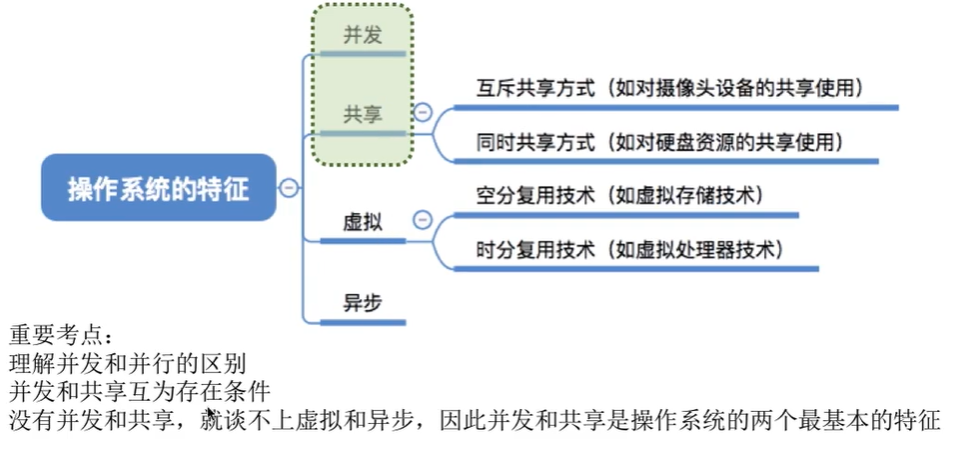 并发
共享
互斥共享方式（如对摄像头设备的共享使用）
同时共享方式（如对硬盘资源的共享使用）
操作系统的特征
虚拟
空分复用技术（如虚拟存储技术）
时分复用技术（如虚拟处理器技术）
异步
重要考点：
理解并发和并行的区别
并发和共享互为存在条件
没有并发和共享，就谈不上虚拟和异步，因此并发和共享是操作系统的两个最基本的特征